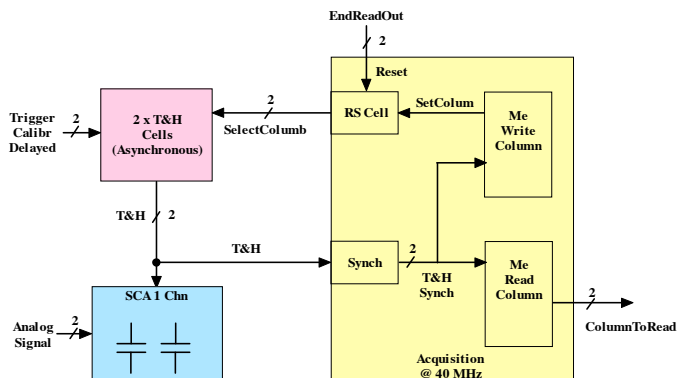 EndReadOut
2
Reset
2 x T&H
Cells
(Asynchronous)
2
SelectColumb
RS Cell
SetColum
Me
Write
Column
Trigger
Calibr
Delayed
2
T&H
2
T&H
Synch
2
T&H
Synch
Me
Read
Column
2
ColumnToRead
SCA 1 Chn
Analog
Signal
2
Acquisition
@ 40 MHz